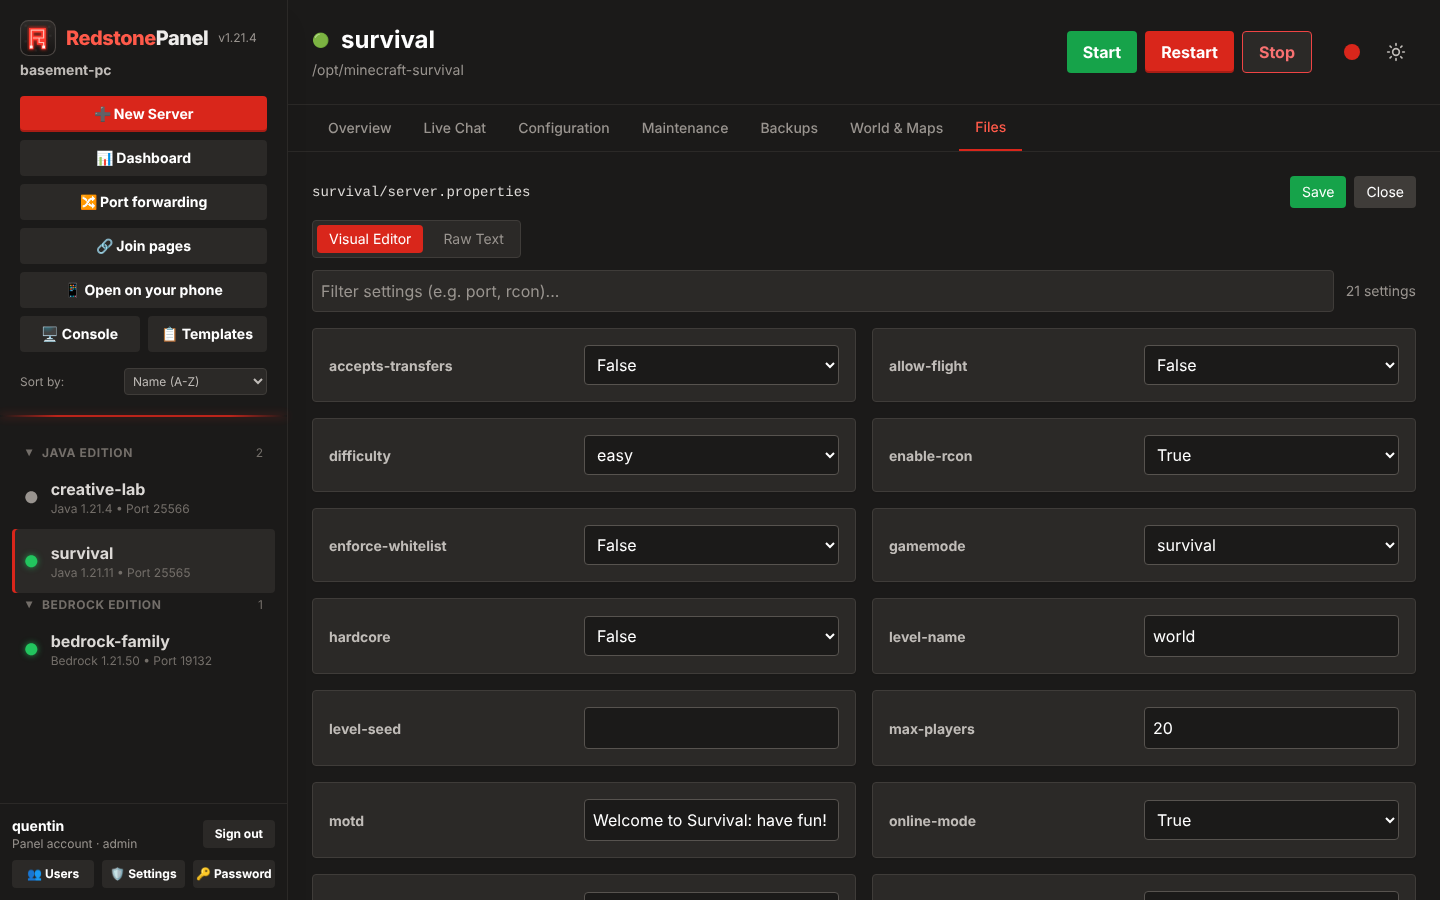 RedstonePanel v1.21.4
basement-pc
➕ New Server
📊 Dashboard
🔀 Port forwarding
🔗 Join pages
📱 Open on your phone
🖥️ Console
📋 Templates
Sort by:
Name (A-Z)
▼ JAVA EDITION 2
creative-lab
Java 1.21.4 • Port 25566
survival
Java 1.21.11 • Port 25565
▼ BEDROCK EDITION 1
bedrock-family
Bedrock 1.21.50 • Port 19132
quentin
Panel account · admin
Sign out
👥 Users
🛡️ Settings
🔑 Password
survival
/opt/minecraft-survival
Start
Restart
Stop
Overview
Live Chat
Configuration
Maintenance
Backups
World & Maps
Files
survival/server.properties
Save
Close
Visual Editor
Raw Text
Filter settings (e.g. port, rcon)...
21 settings
accepts-transfers
False
allow-flight
False
difficulty
easy
enable-rcon
True
enforce-whitelist
False
gamemode
survival
hardcore
False
level-name
world
level-seed
max-players
20
motd
Welcome to Survival: have fun!
online-mode
True